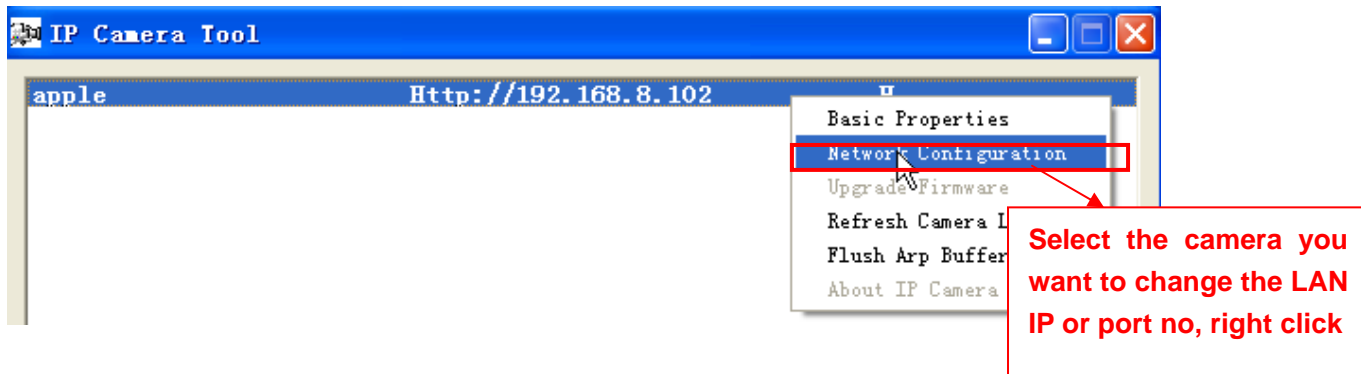 IP Camera Tool
apple Http://192.168.8.102
Basic Properties
Network Configuration
Upgrade Firmware
Refresh Camera L
Flush Arp Buffer
About IP Camera
Select the camera you
want to change the LAN
IP or port no, right click